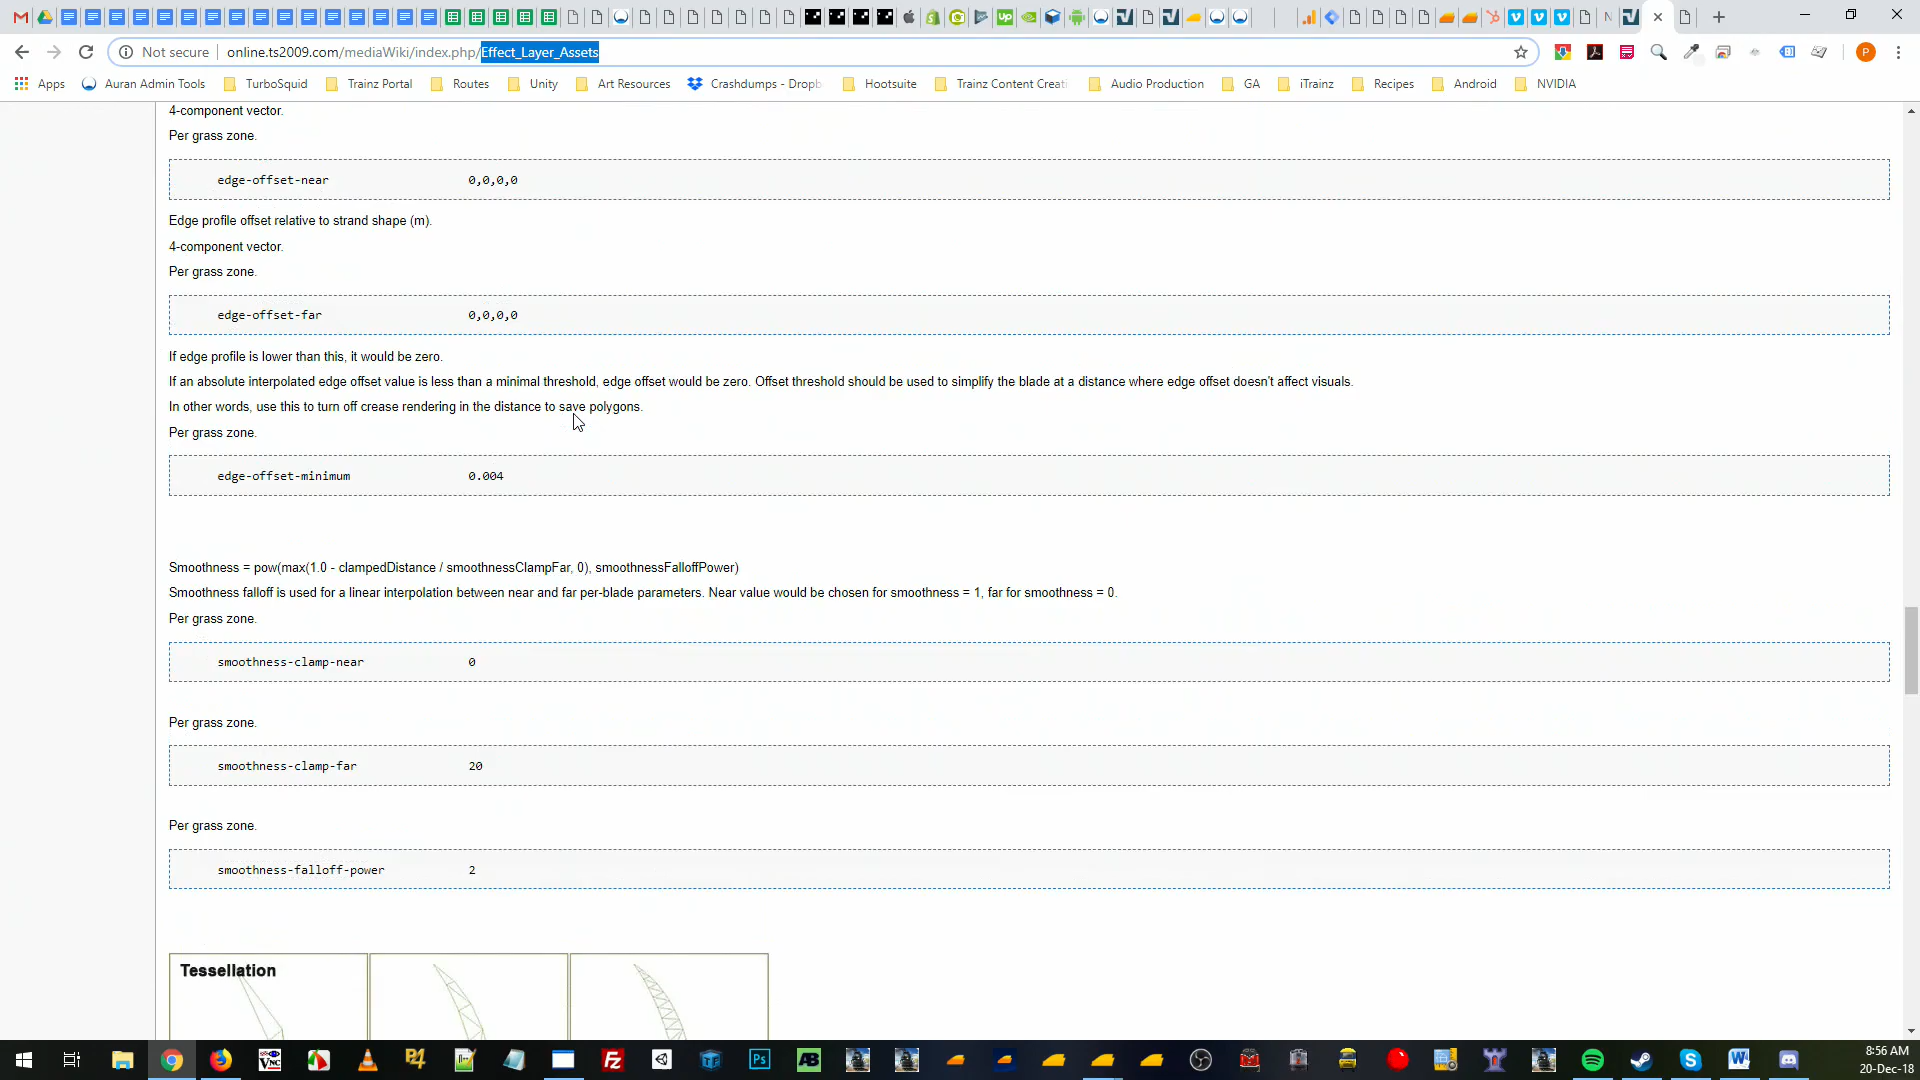 Not secure
online.ts2009.com/mediaWiki/index.php/Effect_Layer_Assets
Apps
Auran Admin Tools
TurboSquid
Trainz Portal
Routes
Unity
Art Resources
Crashdumps - Dropb
Hootsuite
Trainz Content Creati
Audio Production
GA
iTrainz
Recipes
Android
NVIDIA
4-component vector.
Per grass zone.
edge-offset-near 0,0,0,0
Edge profile offset relative to strand shape (m).
4-component vector.
Per grass zone.
edge-offset-far 0,0,0,0
If edge profile is lower than this, it would be zero.
If an absolute interpolated edge offset value is less than a minimal threshold, edge offset would be zero. Offset threshold should be used to simplify the blade at a distance where edge offset doesn't affect visuals.
In other words, use this to turn off crease rendering in the distance to save polygons.
Per grass zone.
edge-offset-minimum 0.004
Smoothness = pow(max(1.0 - clampedDistance / smoothnessClampFar, 0), smoothnessFalloffPower)
Smoothness falloff is used for a linear interpolation between near and far per-blade parameters. Near value would be chosen for smoothness = 1, far for smoothness = 0.
Per grass zone.
smoothness-clamp-near 0
Per grass zone.
smoothness-clamp-far 20
Per grass zone.
smoothness-falloff-power 2
Tessellation
8:56 AM
20-Dec-18